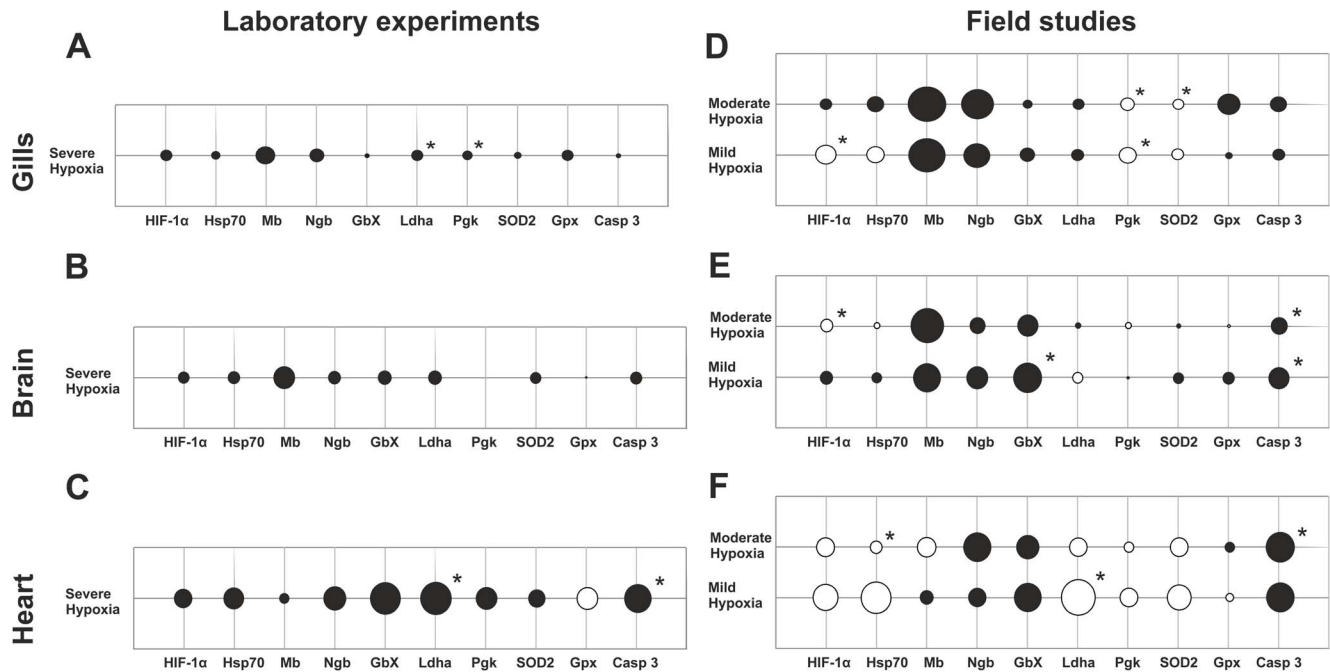 Laboratory experiments
Field studies
Gills
A
Severe
Hypoxia
*
*
HIF-1α Hsp70 Mb Ngb GbX Ldha Pgk SOD2 Gpx Casp 3
D
Moderate
Hypoxia
*
*
Mild
Hypoxia
*
*
HIF-1α Hsp70 Mb Ngb GbX Ldha Pgk SOD2 Gpx Casp 3
Brain
B
Severe
Hypoxia
HIF-1α Hsp70 Mb Ngb GbX Ldha Pgk SOD2 Gpx Casp 3
E
Moderate
Hypoxia
*
*
Mild
Hypoxia
*
*
HIF-1α Hsp70 Mb Ngb GbX Ldha Pgk SOD2 Gpx Casp 3
Heart
C
Severe
Hypoxia
*
*
HIF-1α Hsp70 Mb Ngb GbX Ldha Pgk SOD2 Gpx Casp 3
F
Moderate
Hypoxia
*
*
Mild
Hypoxia
*
HIF-1α Hsp70 Mb Ngb GbX Ldha Pgk SOD2 Gpx Casp 3